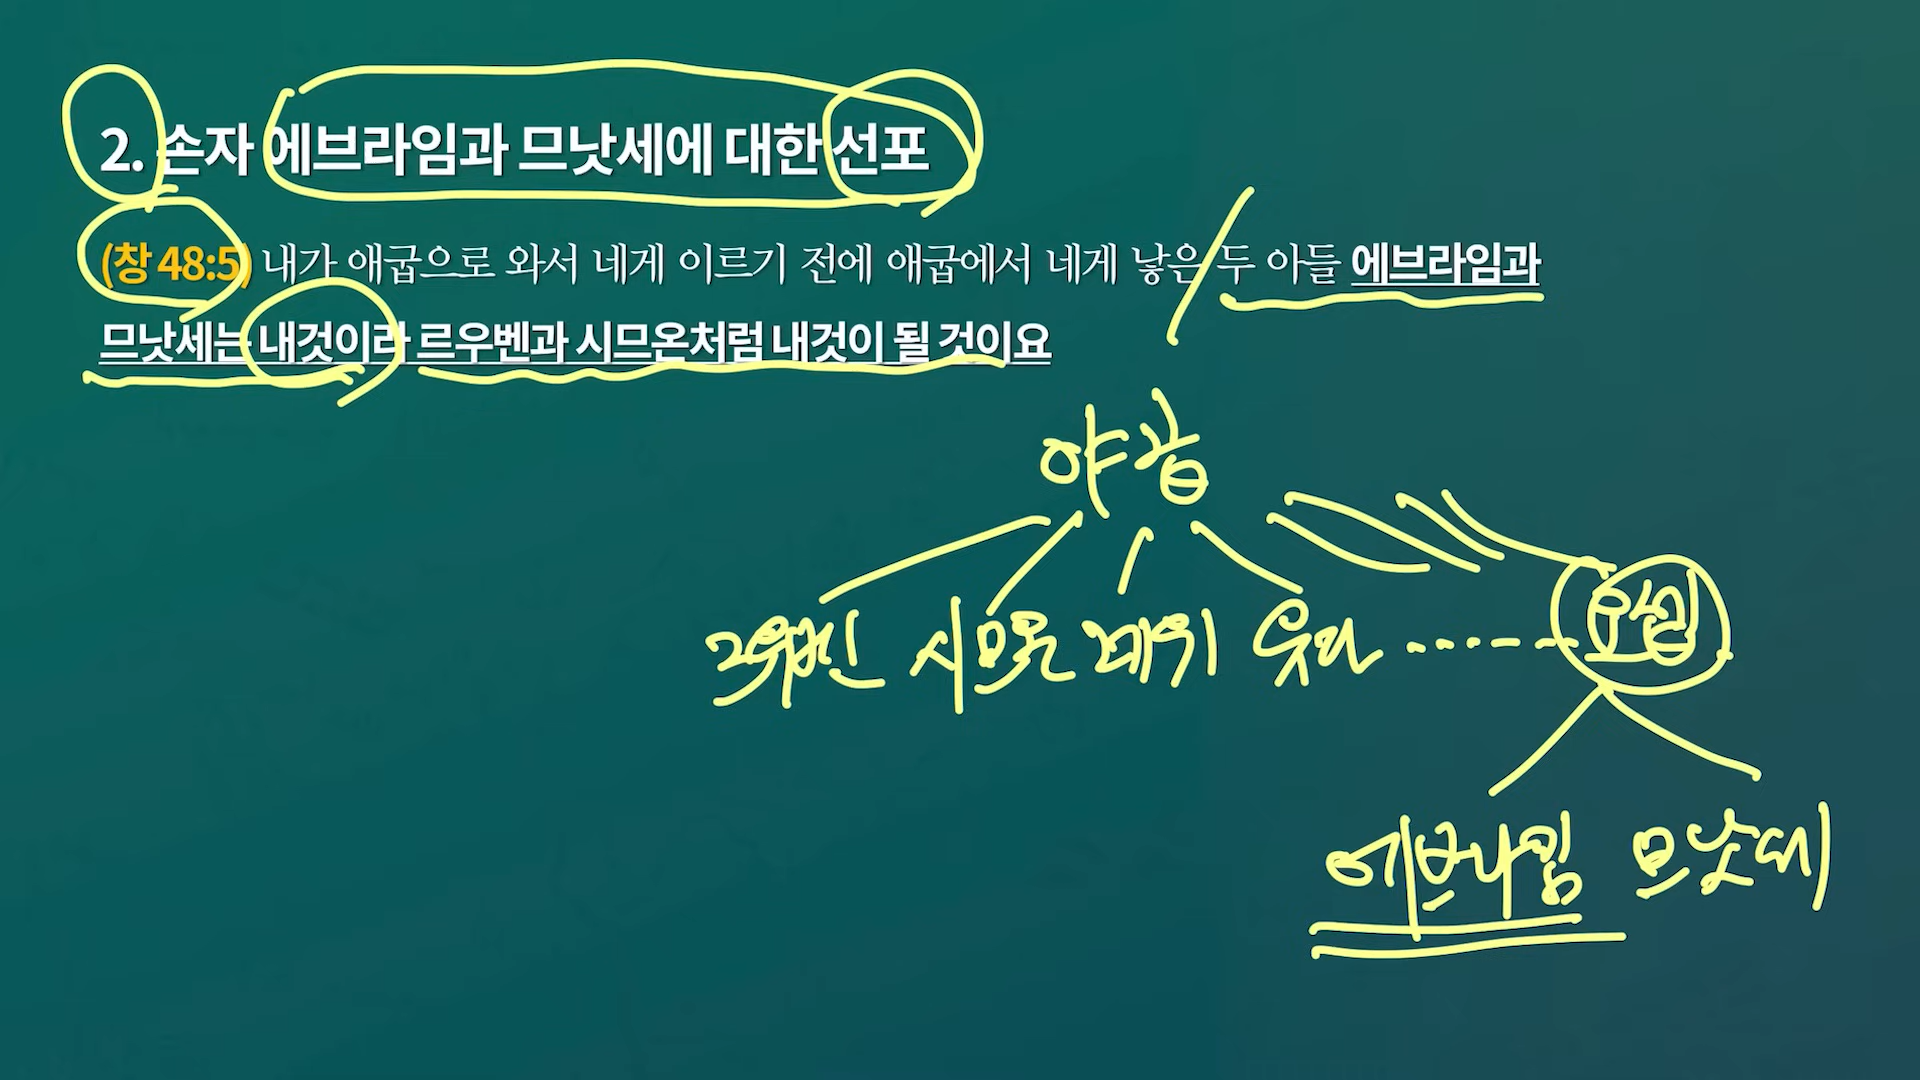 2. 손자 에브라임과 므낫세에 대한 선포
(창 48:5) 내가 애굽으로 와서 네게 이르기 전에 애굽에서 네게 낳은 두 아들 에브라임과
므낫세는 내것이라 르우벤과 시므온처럼 내것이 될 것이요
야곱
르우벤 시므온 레위 유다 ...... 요셉
에브라임 므낫세